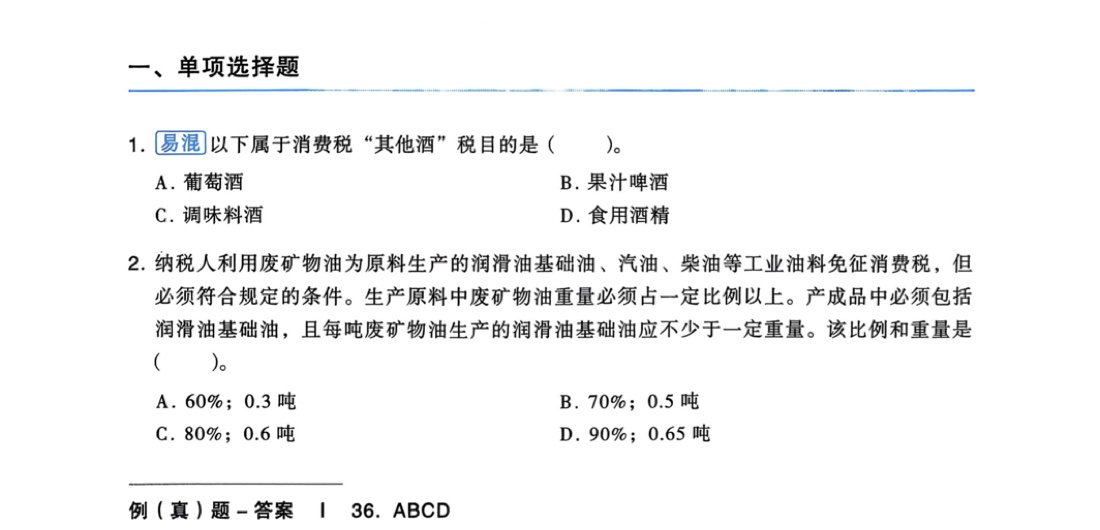 一、单项选择题
1. 易混 以下属于消费税“其他酒”税目的是（　　）。
A. 葡萄酒
B. 果汁啤酒
C. 调味料酒
D. 食用酒精
2. 纳税人利用废矿物油为原料生产的润滑油基础油、汽油、柴油等工业油料免征消费税，但
必须符合规定的条件。生产原料中废矿物油重量必须占一定比例以上。产成品中必须包括
润滑油基础油，且每吨废矿物油生产的润滑油基础油应不少于一定重量。该比例和重量是
（　　）。
A. 60%；0.3 吨
B. 70%；0.5 吨
C. 80%；0.6 吨
D. 90%；0.65 吨
例（真）题－答案 | 36. ABCD